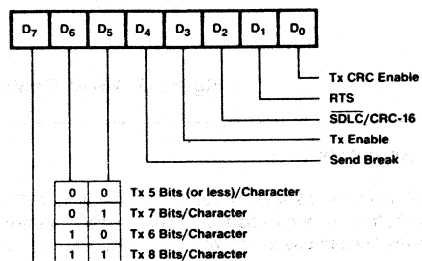 D7 D6 D5 D4 D3 D2 D1 D0
Tx CRC Enable
RTS
SDLC/CRC-16
Tx Enable
Send Break
0 0 Tx 5 Bits (or less)/Character
0 1 Tx 7 Bits/Character
1 0 Tx 6 Bits/Character
1 1 Tx 8 Bits/Character